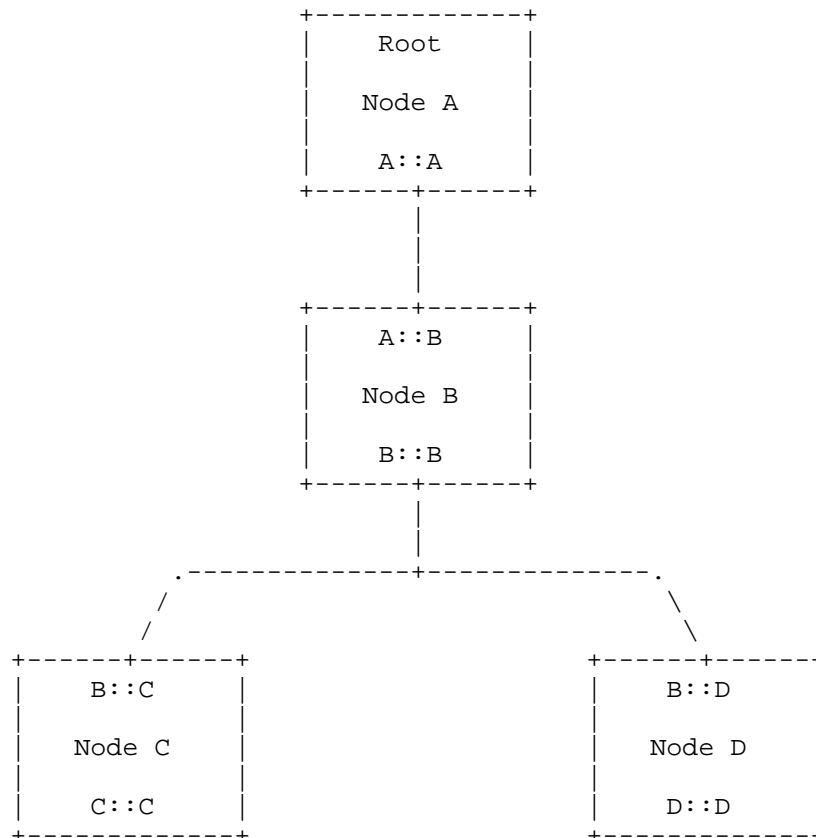 Root
Node A
A::A
A::B
Node B
B::B
B::C
B::D
Node C
Node D
C::C
D::D